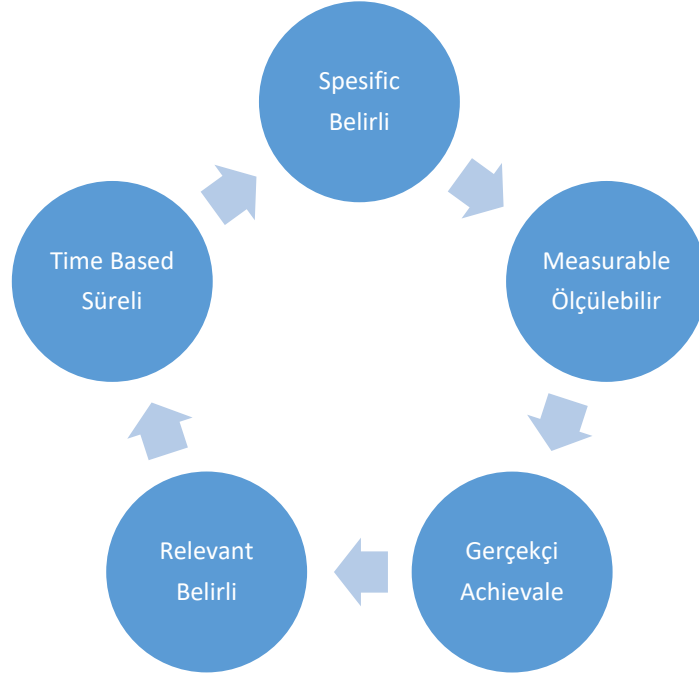 Spesific
Belirli
Measurable
Ölçülebilir
Gerçekçi
Achievale
Relevant
Belirli
Time Based
Süreli